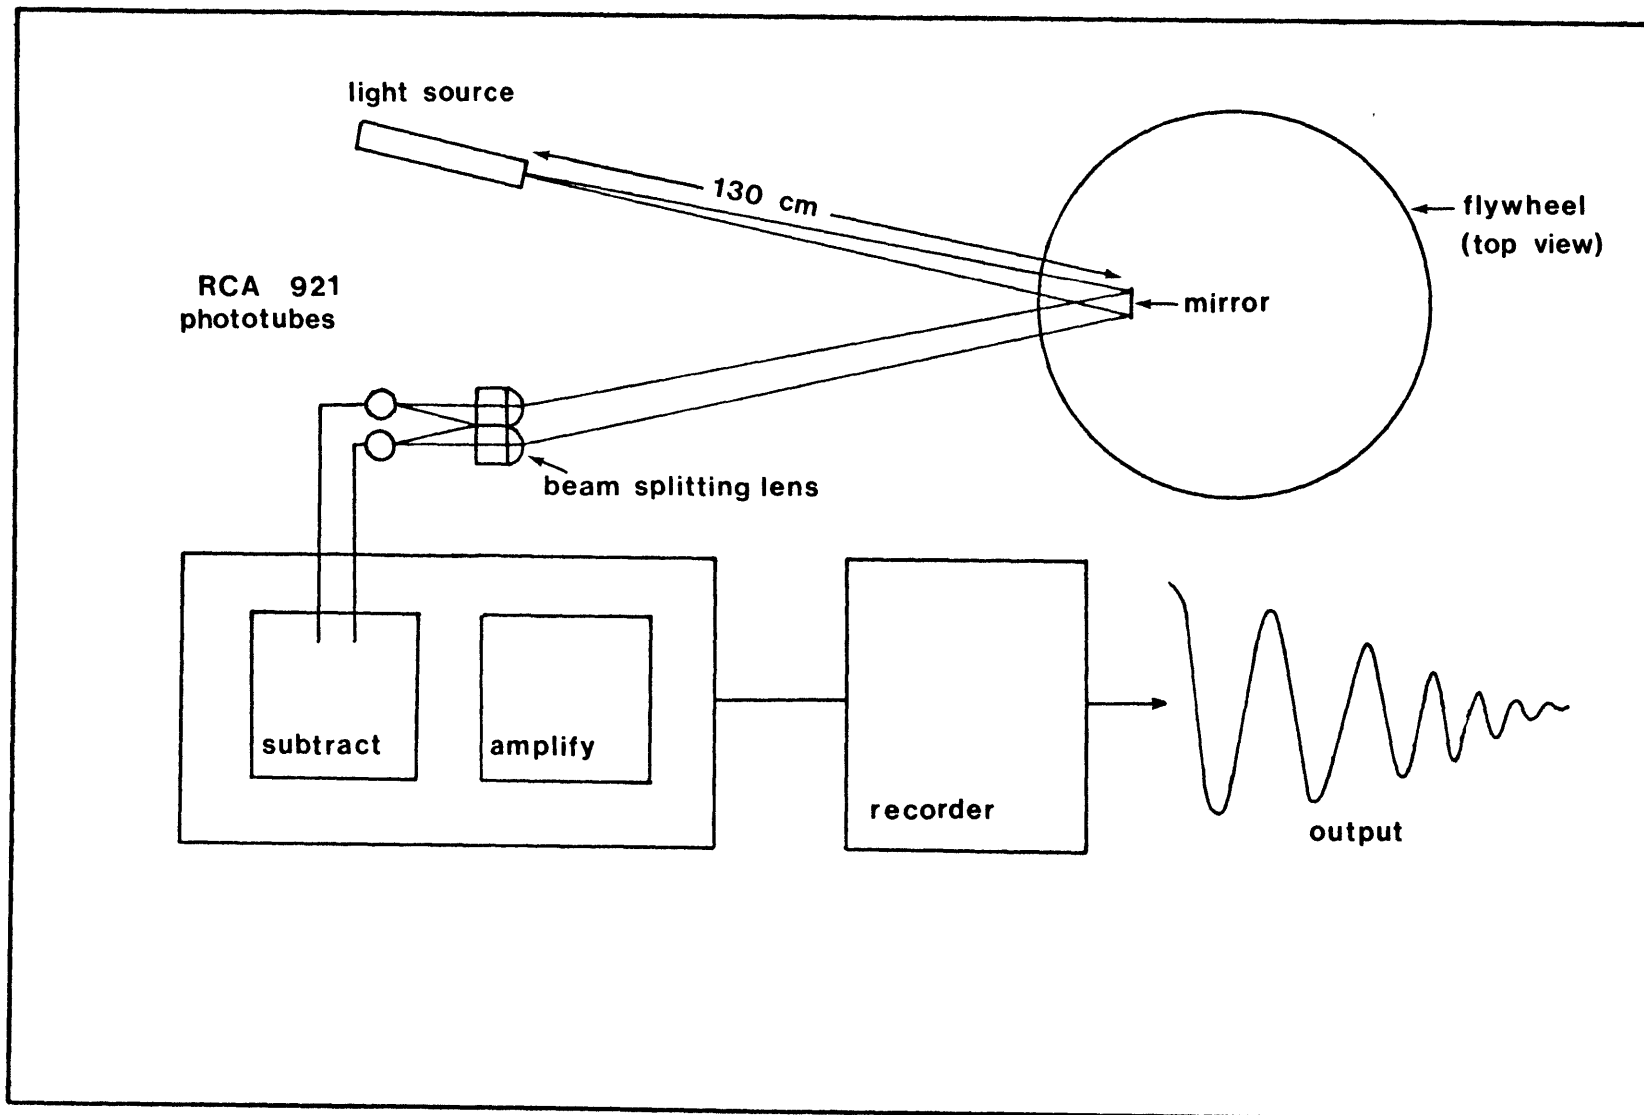 light source
130 cm
flywheel
(top view)
RCA 921
phototubes
mirror
beam splitting lens
subtract
amplify
recorder
output